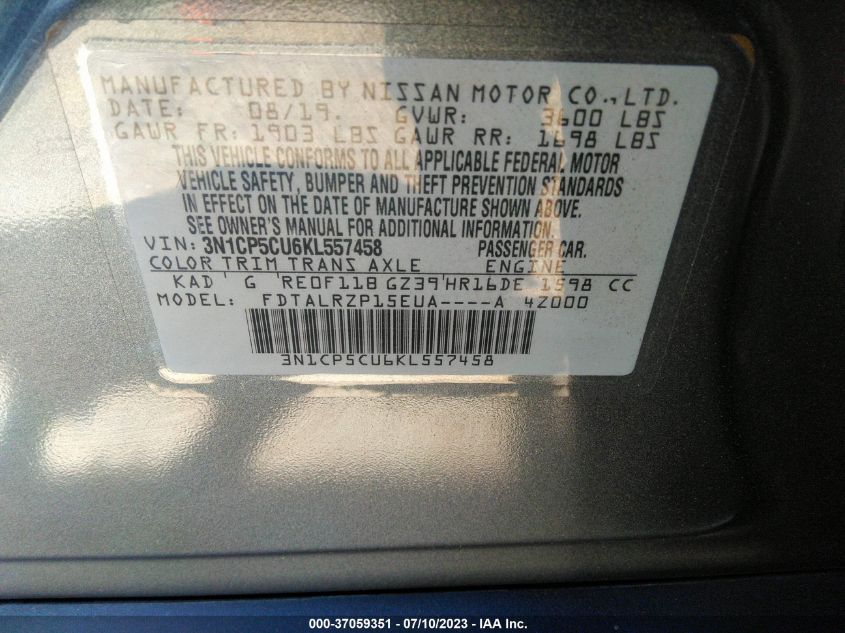 MANUFACTURED BY NISSAN MOTOR CO., LTD.
DATE: 08/19. GVWR: 3600 LBS
GAWR FR: 1903 LBS GAWR RR: 1698 LBS
THIS VEHICLE CONFORMS TO ALL APPLICABLE FEDERAL MOTOR
VEHICLE SAFETY, BUMPER AND THEFT PREVENTION STANDARDS
IN EFFECT ON THE DATE OF MANUFACTURE SHOWN ABOVE.
SEE OWNER'S MANUAL FOR ADDITIONAL INFORMATION.
VIN: 3N1CP5CU6KL557458 PASSENGER CAR.
COLOR TRIM TRANS AXLE ENGINE
KAD G RE0F11B GZ39 HR16DE 1598 CC
MODEL: FDTALRZP15EUA----A 4Z000
3N1CP5CU6KL557458
000-37059351 - 07/10/2023 - IAA Inc.